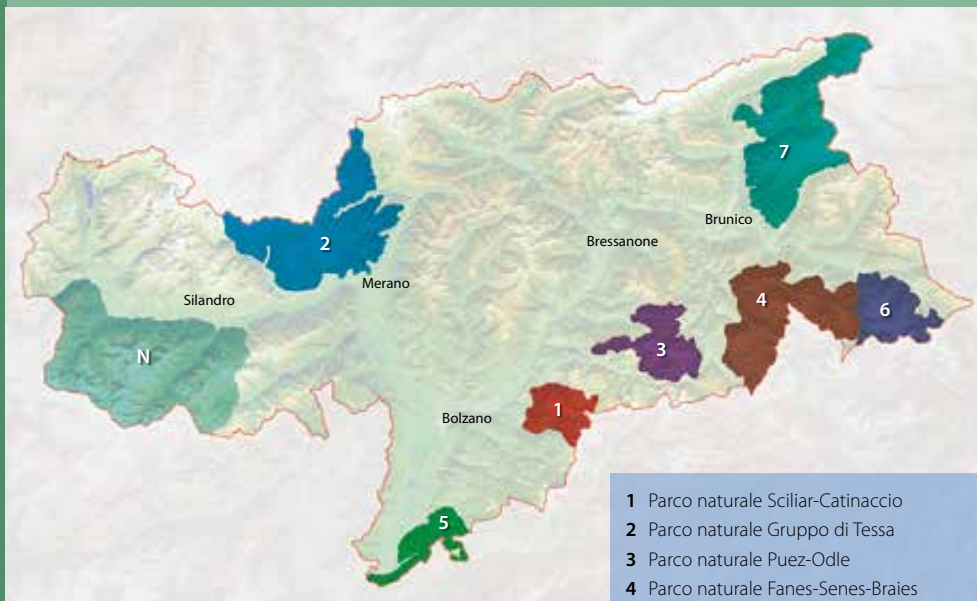 7
Brunico
2
Bressanone
Merano
Silandro
4
6
N
3
1
Bolzano
5
1 Parco naturale Sciliar-Catinaccio
2 Parco naturale Gruppo di Tessa
3 Parco naturale Puez-Odle
4 Parco naturale Fanes-Senes-Braies